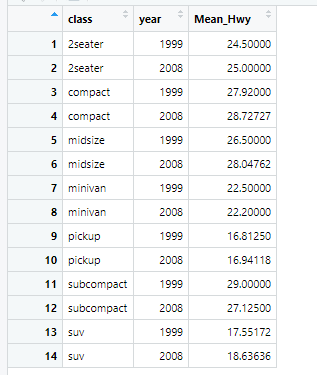 class year Mean_Hwy
1 2seater 1999 24.50000
2 2seater 2008 25.00000
3 compact 1999 27.92000
4 compact 2008 28.72727
5 midsize 1999 26.50000
6 midsize 2008 28.04762
7 minivan 1999 22.50000
8 minivan 2008 22.20000
9 pickup 1999 16.81250
10 pickup 2008 16.94118
11 subcompact 1999 29.00000
12 subcompact 2008 27.12500
13 suv 1999 17.55172
14 suv 2008 18.63636